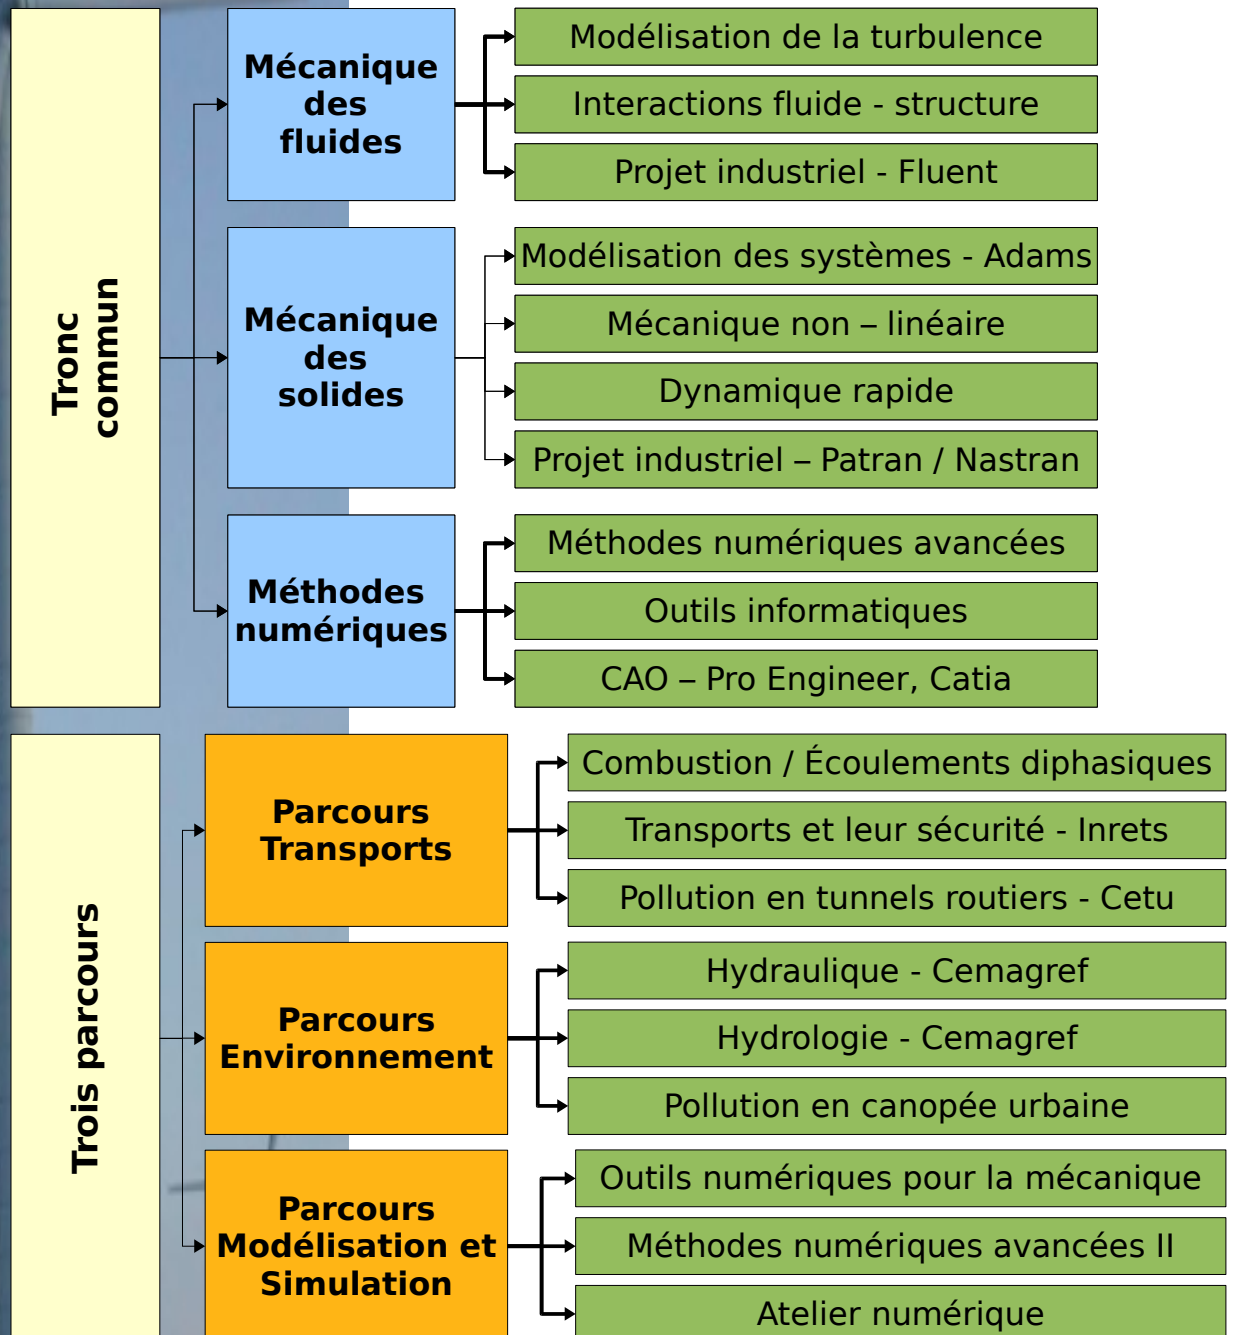 Tronc
commun
Mécanique
des
fluides
Modélisation de la turbulence
Interactions fluide - structure
Projet industriel - Fluent
Mécanique
des
solides
Modélisation des systèmes - Adams
Mécanique non – linéaire
Dynamique rapide
Projet industriel – Patran / Nastran
Méthodes
numériques
Méthodes numériques avancées
Outils informatiques
CAO – Pro Engineer, Catia
Trois parcours
Parcours
Transports
Combustion / Écoulements diphasiques
Transports et leur sécurité - Inrets
Pollution en tunnels routiers - Cetu
Parcours
Environnement
Hydraulique - Cemagref
Hydrologie - Cemagref
Pollution en canopée urbaine
Parcours
Modélisation et
Simulation
Outils numériques pour la mécanique
Méthodes numériques avancées II
Atelier numérique